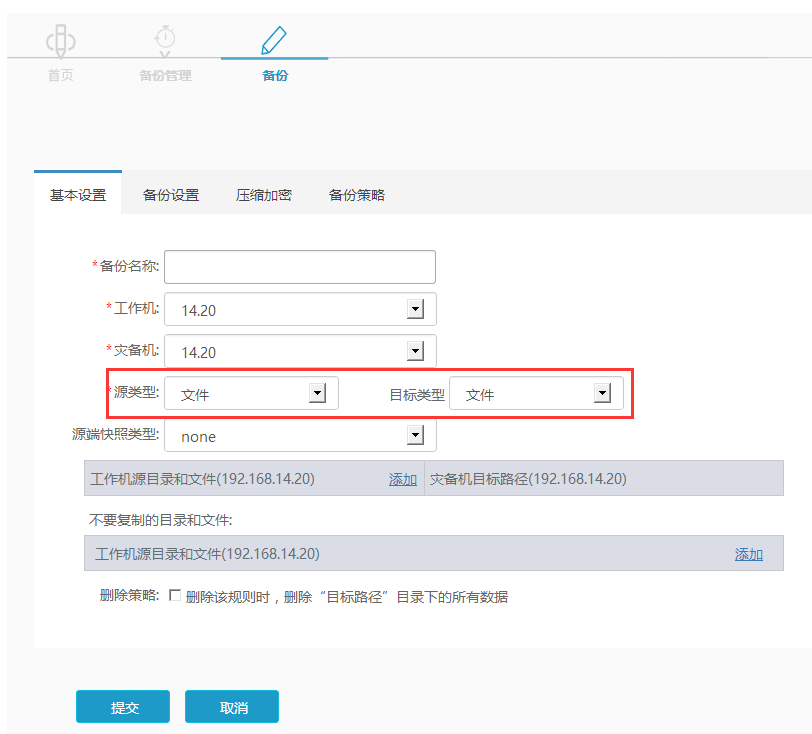 首页 备份管理 备份
基本设置 备份设置 压缩加密 备份策略
*备份名称:
*工作机: 14.20
*灾备机: 14.20
*源类型: 文件 目标类型 文件
源端快照类型: none
工作机源目录和文件(192.168.14.20) 添加 灾备机目标路径(192.168.14.20)
不要复制的目录和文件:
工作机源目录和文件(192.168.14.20) 添加
删除策略: 删除该规则时，删除“目标路径”目录下的所有数据
提交 取消